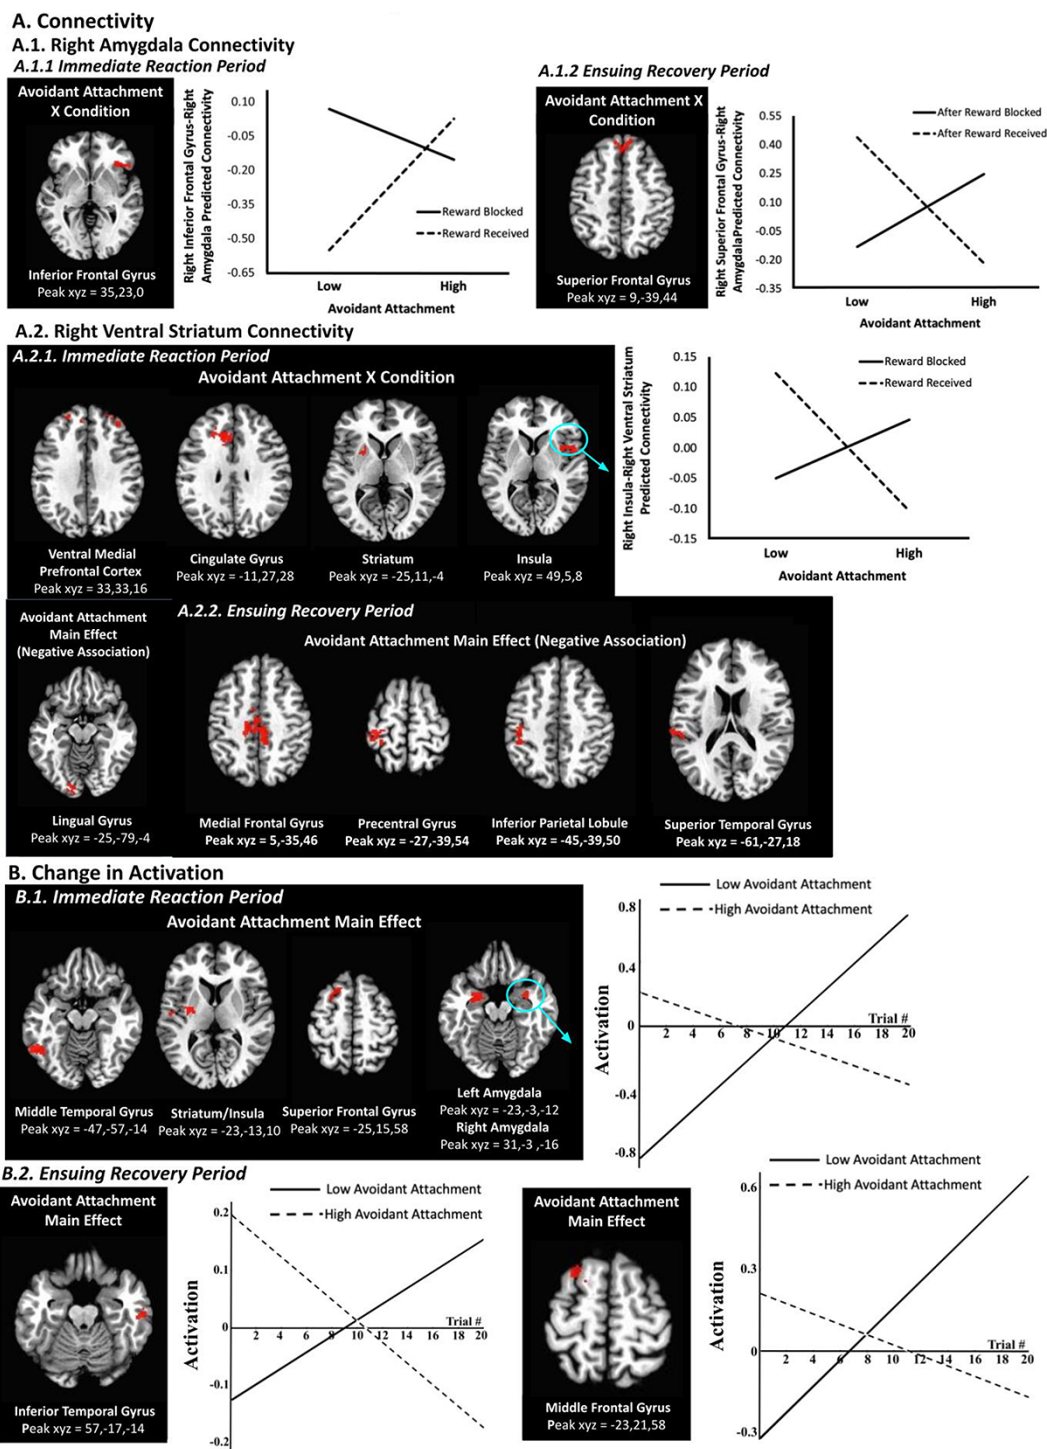 A. Connectivity
A.1. Right Amygdala Connectivity
A.1.1 Immediate Reaction Period
Avoidant Attachment
X Condition
Inferior Frontal Gyrus
Peak xyz = 35,23,0
Right Inferior Frontal Gyrus-Right
Amygdala Predicted Connectivity
0.10
-0.05
-0.20
-0.35
-0.50
-0.65
Reward Blocked
Reward Received
Low
High
Avoidant Attachment
A.1.2 Ensuing Recovery Period
Avoidant Attachment X
Condition
Superior Frontal Gyrus
Peak xyz = 9,-39,44
Right Superior Frontal Gyrus-Right
AmygdalaPredicted Connectivity
0.55
0.40
0.25
0.10
-0.05
-0.20
-0.35
After Reward Blocked
After Reward Received
Low
High
Avoidant Attachment
A.2. Right Ventral Striatum Connectivity
A.2.1. Immediate Reaction Period
Avoidant Attachment X Condition
Ventral Medial
Prefrontal Cortex
Peak xyz = 33,33,16
Cingulate Gyrus
Peak xyz = -11,27,28
Striatum
Peak xyz = -25,11,-4
Insula
Peak xyz = 49,5,8
Right Insula-Right Ventral Striatum
Predicted Connectivity
0.15
0.10
0.05
0.00
-0.05
-0.10
-0.15
Reward Blocked
Reward Received
Low
High
Avoidant Attachment
Avoidant Attachment
Main Effect
(Negative Association)
Lingual Gyrus
Peak xyz = -25,-79,-4
A.2.2. Ensuing Recovery Period
Avoidant Attachment Main Effect (Negative Association)
Medial Frontal Gyrus
Peak xyz = 5,-35,46
Precentral Gyrus
Peak xyz = -27,-39,54
Inferior Parietal Lobule
Peak xyz = -45,-39,50
Superior Temporal Gyrus
Peak xyz = -61,-27,18
B. Change in Activation
B.1. Immediate Reaction Period
Avoidant Attachment Main Effect
Middle Temporal Gyrus
Peak xyz = -47,-57,-14
Striatum/Insula
Peak xyz = -23,-13,10
Superior Frontal Gyrus
Peak xyz = -25,15,58
Left Amygdala
Peak xyz = -23,-3,-12
Right Amygdala
Peak xyz = 31,-3 ,-16
Low Avoidant Attachment
High Avoidant Attachment
Activation
0.8
0.4
0
-0.4
-0.8
Trial #
2 4 6 8 10 12 14 16 18 20
B.2. Ensuing Recovery Period
Avoidant Attachment
Main Effect
Inferior Temporal Gyrus
Peak xyz = 57,-17,-14
Low Avoidant Attachment
High Avoidant Attachment
Activation
0.2
0.1
0
-0.1
-0.2
Trial #
2 4 6 8 10 12 14 16 18 20
Avoidant Attachment
Main Effect
Middle Frontal Gyrus
Peak xyz = -23,21,58
Low Avoidant Attachment
High Avoidant Attachment
Activation
0.6
0.3
0
-0.3
Trial #
2 4 6 8 10 12 14 16 18 20